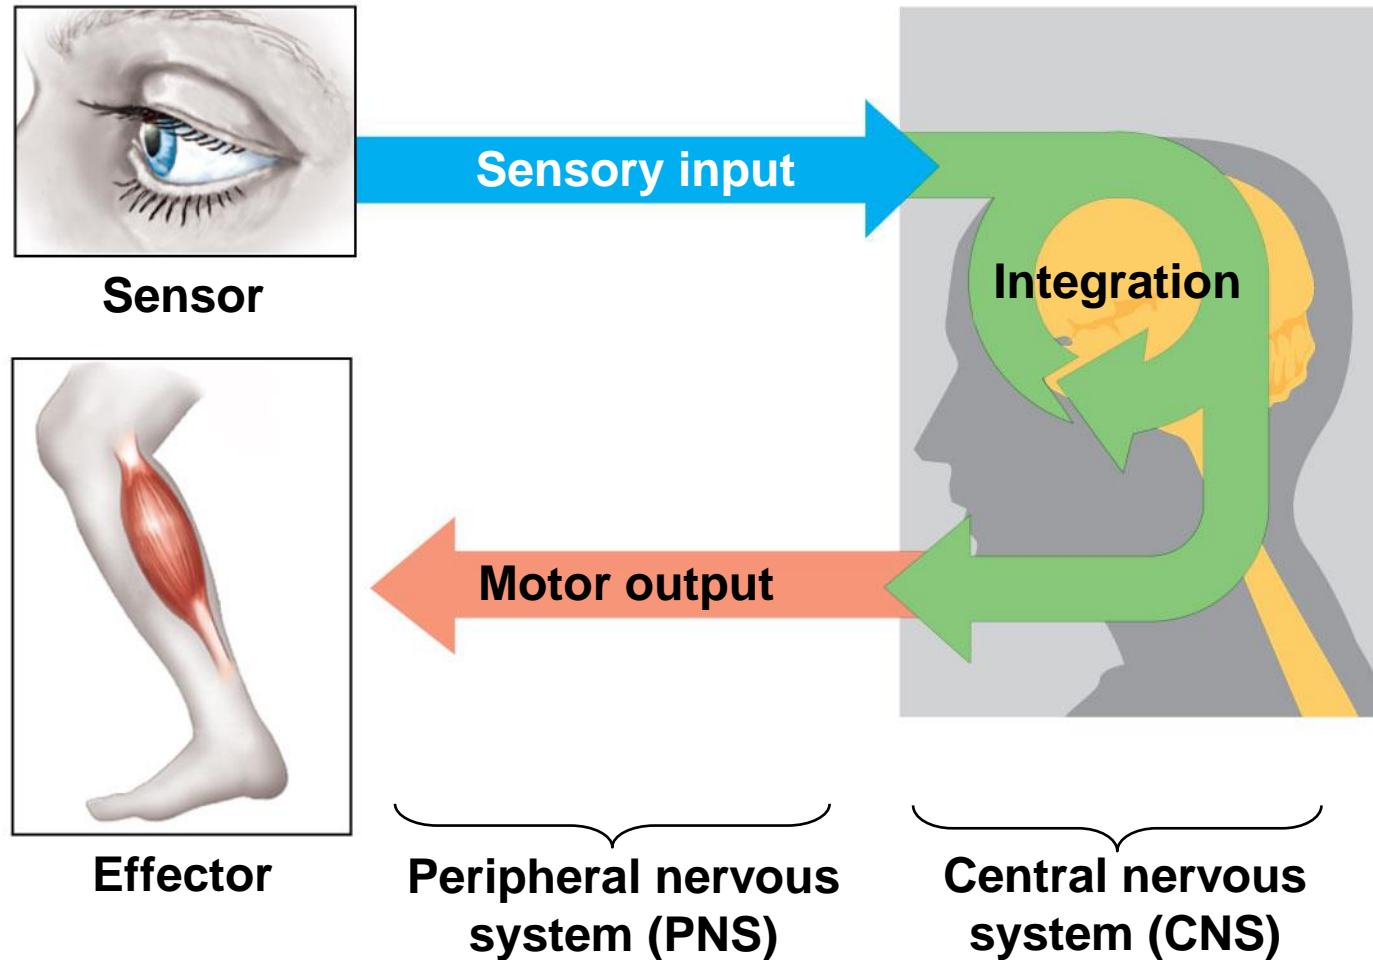 Sensory input
Sensor
Integration
Motor output
Effector
Peripheral nervous
system (PNS)
Central nervous
system (CNS)